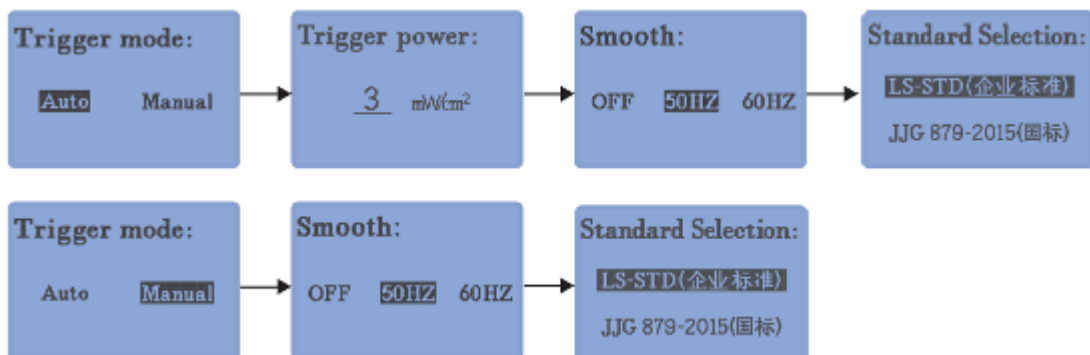 Trigger mode:
Auto Manual
Trigger power:
3 mW/cm²
Smooth:
OFF 50HZ 60HZ
Standard Selection:
LS-STD(企业标准)
JJG 879-2015(国标)
Trigger mode:
Auto Manual
Smooth:
OFF 50HZ 60HZ
Standard Selection:
LS-STD(企业标准)
JJG 879-2015(国标)